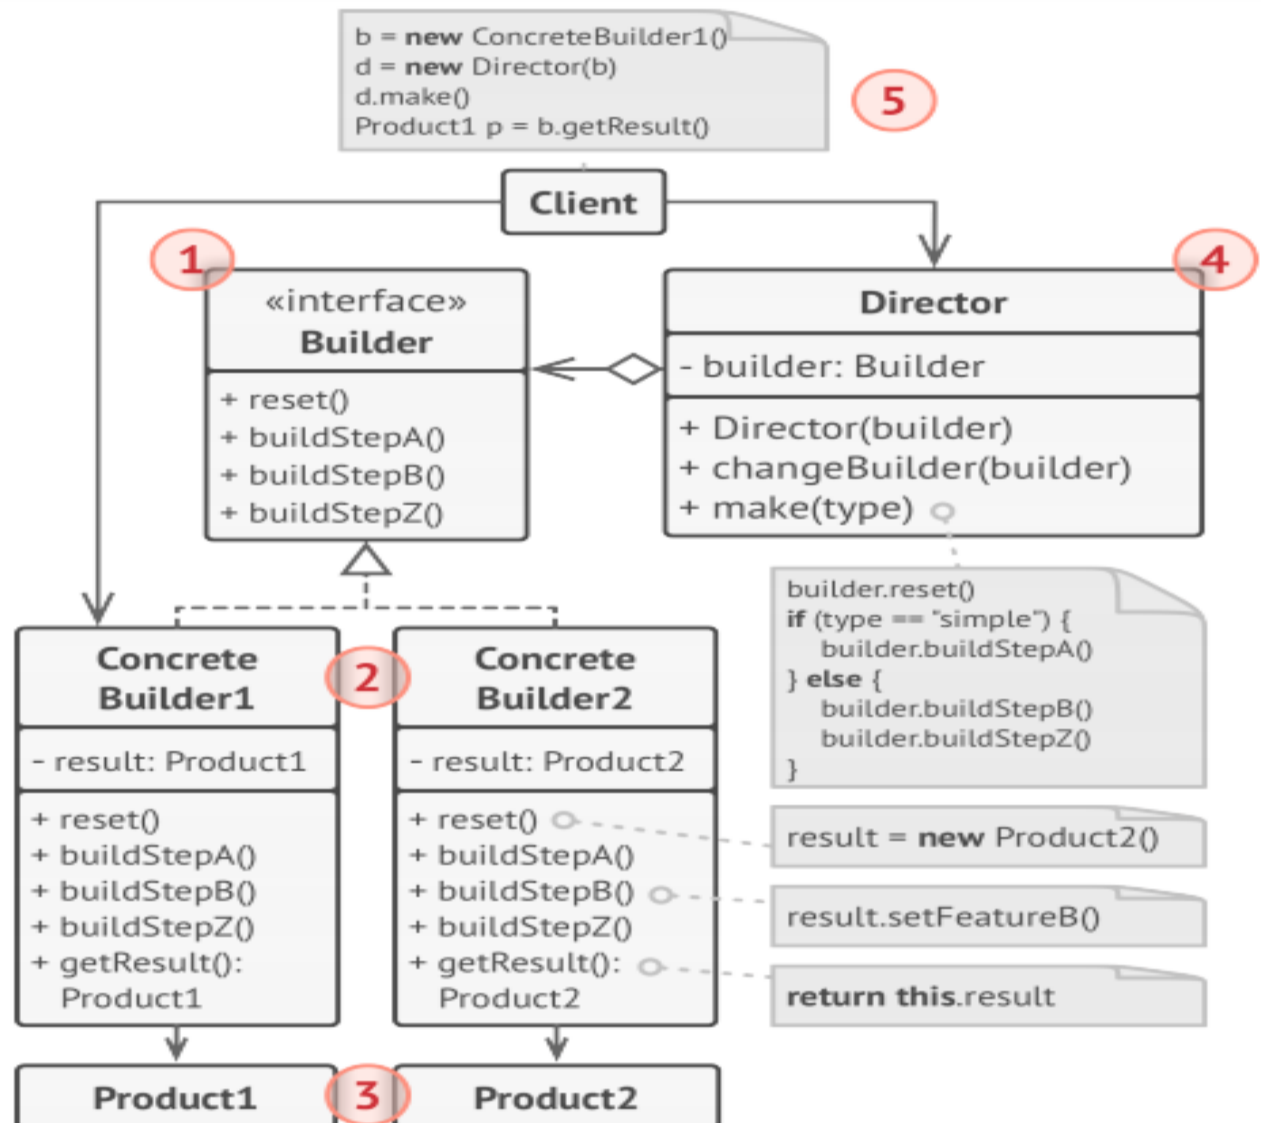 b = new ConcreteBuilder1()
d = new Director(b)
d.make()
Product1 p = b.getResult()
5
Client
1
«interface»
Builder
+ reset()
+ buildStepA()
+ buildStepB()
+ buildStepZ()
4
Director
- builder: Builder
+ Director(builder)
+ changeBuilder(builder)
+ make(type)
builder.reset()
if (type == "simple") {
builder.buildStepA()
} else {
builder.buildStepB()
builder.buildStepZ()
}
Concrete
Builder1
- result: Product1
+ reset()
+ buildStepA()
+ buildStepB()
+ buildStepZ()
+ getResult():
Product1
2
Concrete
Builder2
- result: Product2
+ reset()
+ buildStepA()
+ buildStepB()
+ buildStepZ()
+ getResult():
Product2
result = new Product2()
result.setFeatureB()
return this.result
Product1
3
Product2